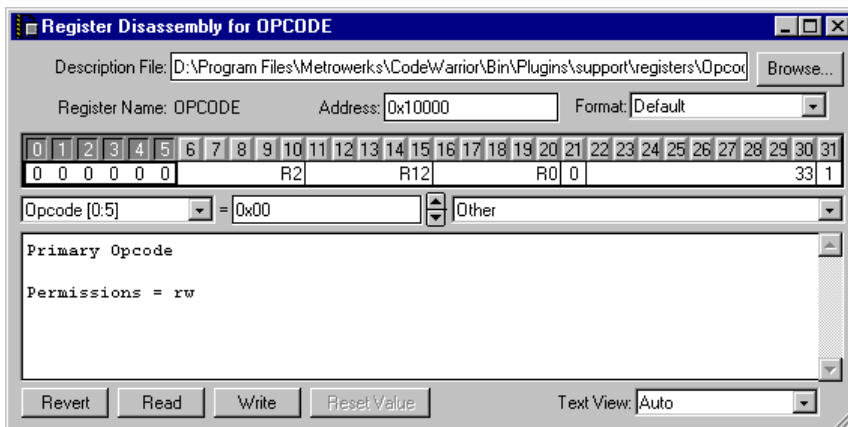 Register Disassembly for OPCODE
Description File: D:\Program Files\Metrowerks\CodeWarrior\Bin\Plugins\support\registers\Opcod Browse...
Register Name: OPCODE Address: 0x10000 Format: Default
0 1 2 3 4 5 6 7 8 9 10 11 12 13 14 15 16 17 18 19 20 21 22 23 24 25 26 27 28 29 30 31
0 0 0 0 0 0 R2 R12 R0 0 33 1
Opcode [0:5] = 0x00 Other
Primary Opcode
Permissions = rw
Revert Read Write Reset Value Text View: Auto